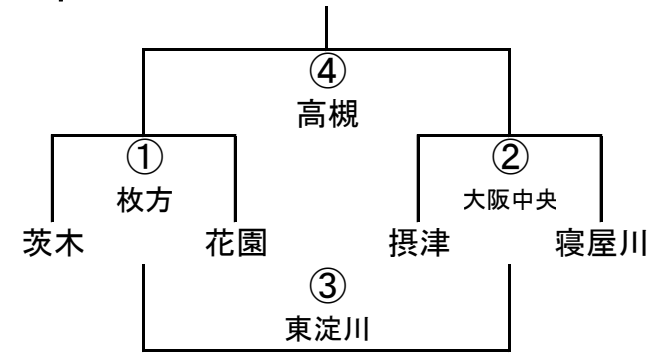 ④
高槻
①
②
枚方
大阪中央
茨木
花園
摂津
寝屋川
③
東淀川